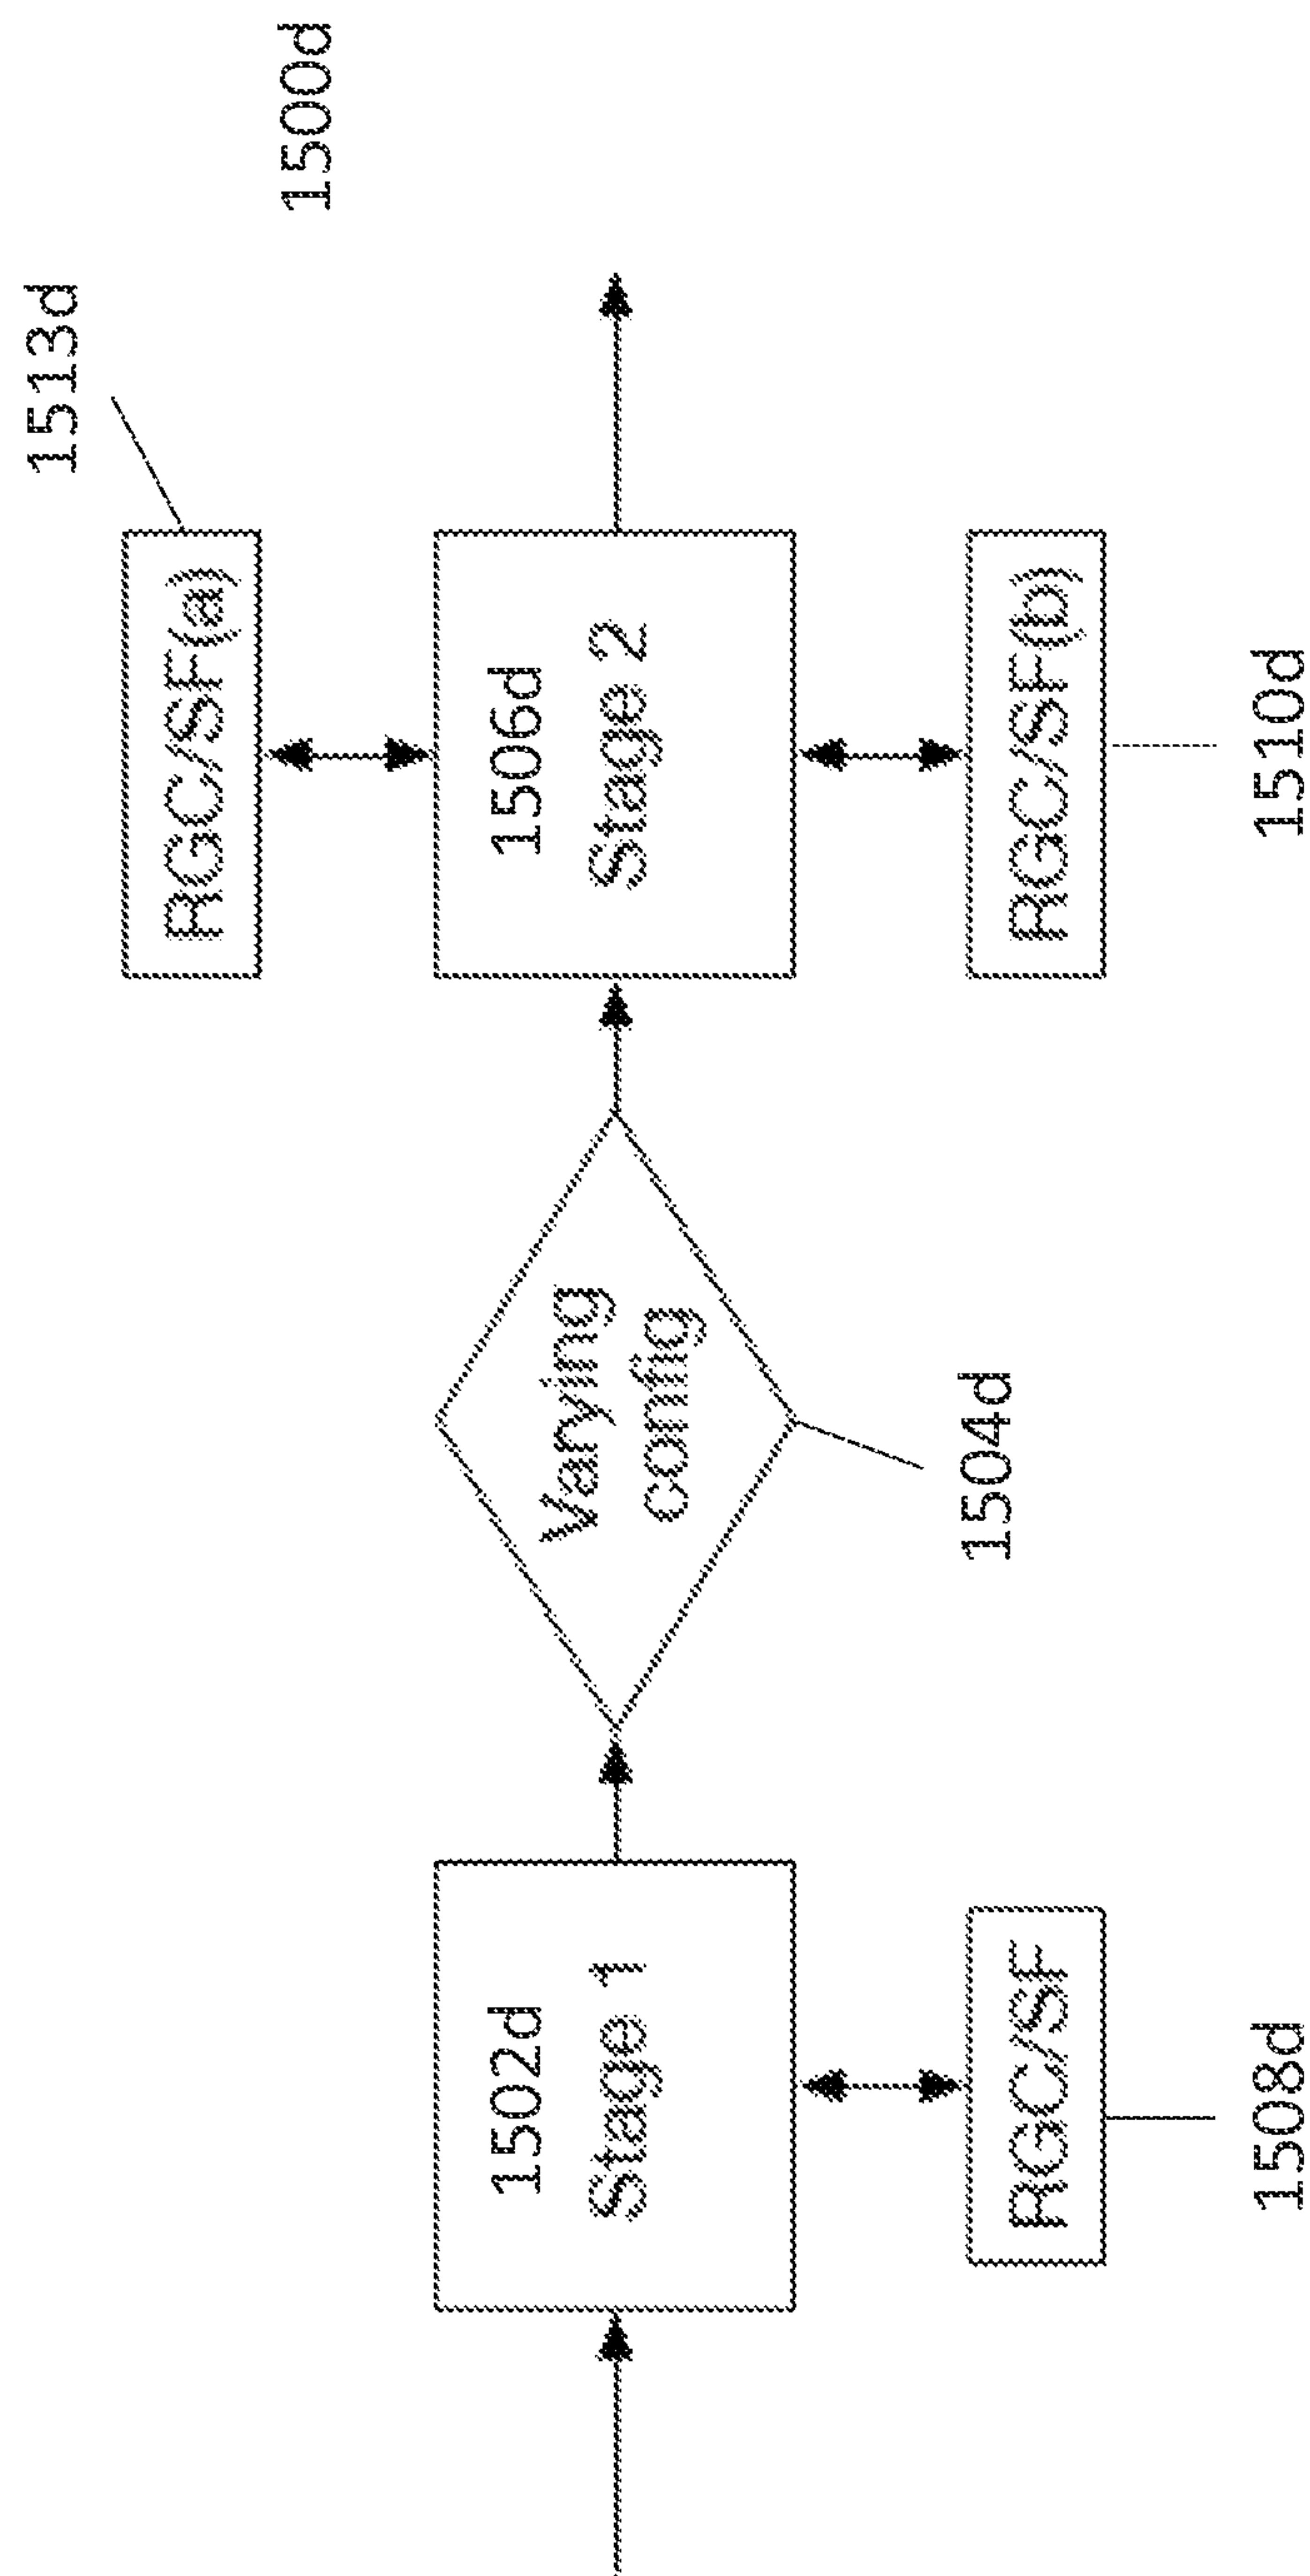 1500d
1513d
RGC/SF(a)
1502d
Stage 1
Varying
config
1506d
Stage 2
1504d
RGC/SF
RGC/SF(b)
1508d
1510d